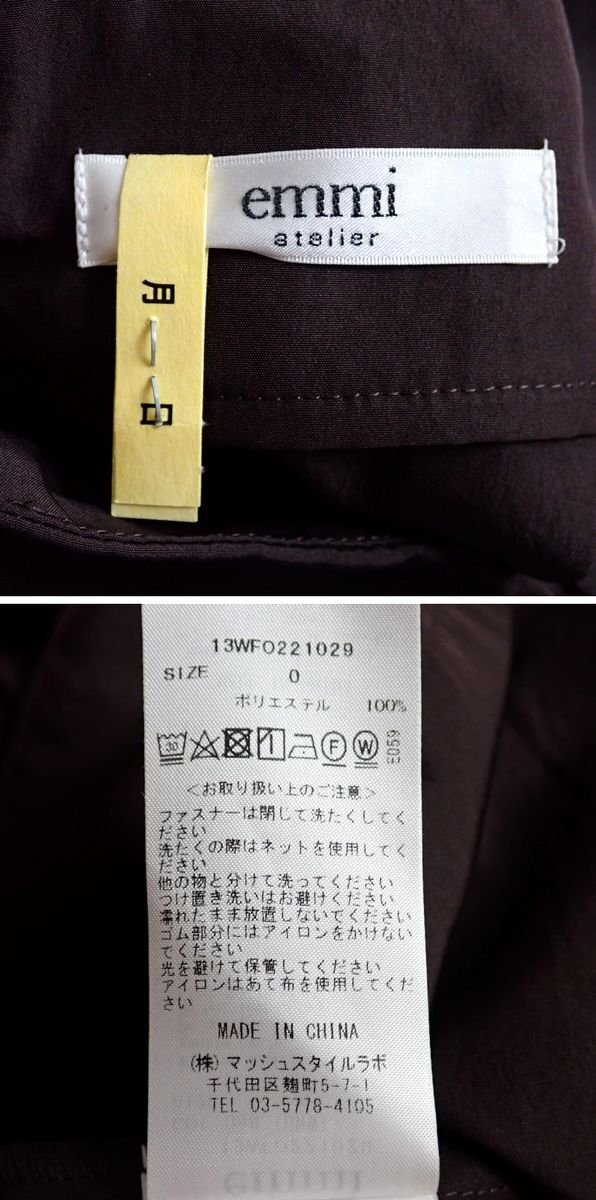 emmi
atelier
月
日
13WF0221029
SIZE 0
ポリエステル 100%
30
F
W
E059
<お取り扱い上のご注意>
ファスナーは閉じて洗たくしてく
ださい
洗たくの際はネットを使用してく
ださい
他の物と分けて洗ってください
つけ置き洗いはお避けください
濡れたまま放置しないでください
ゴム部分にはアイロンをかけない
でください
光を避けて保管してください
アイロンはあて布を使用してくだ
さい
MADE IN CHINA
(株) マッシュスタイルラボ
千代田区麹町5-7-1
TEL 03-5778-4105